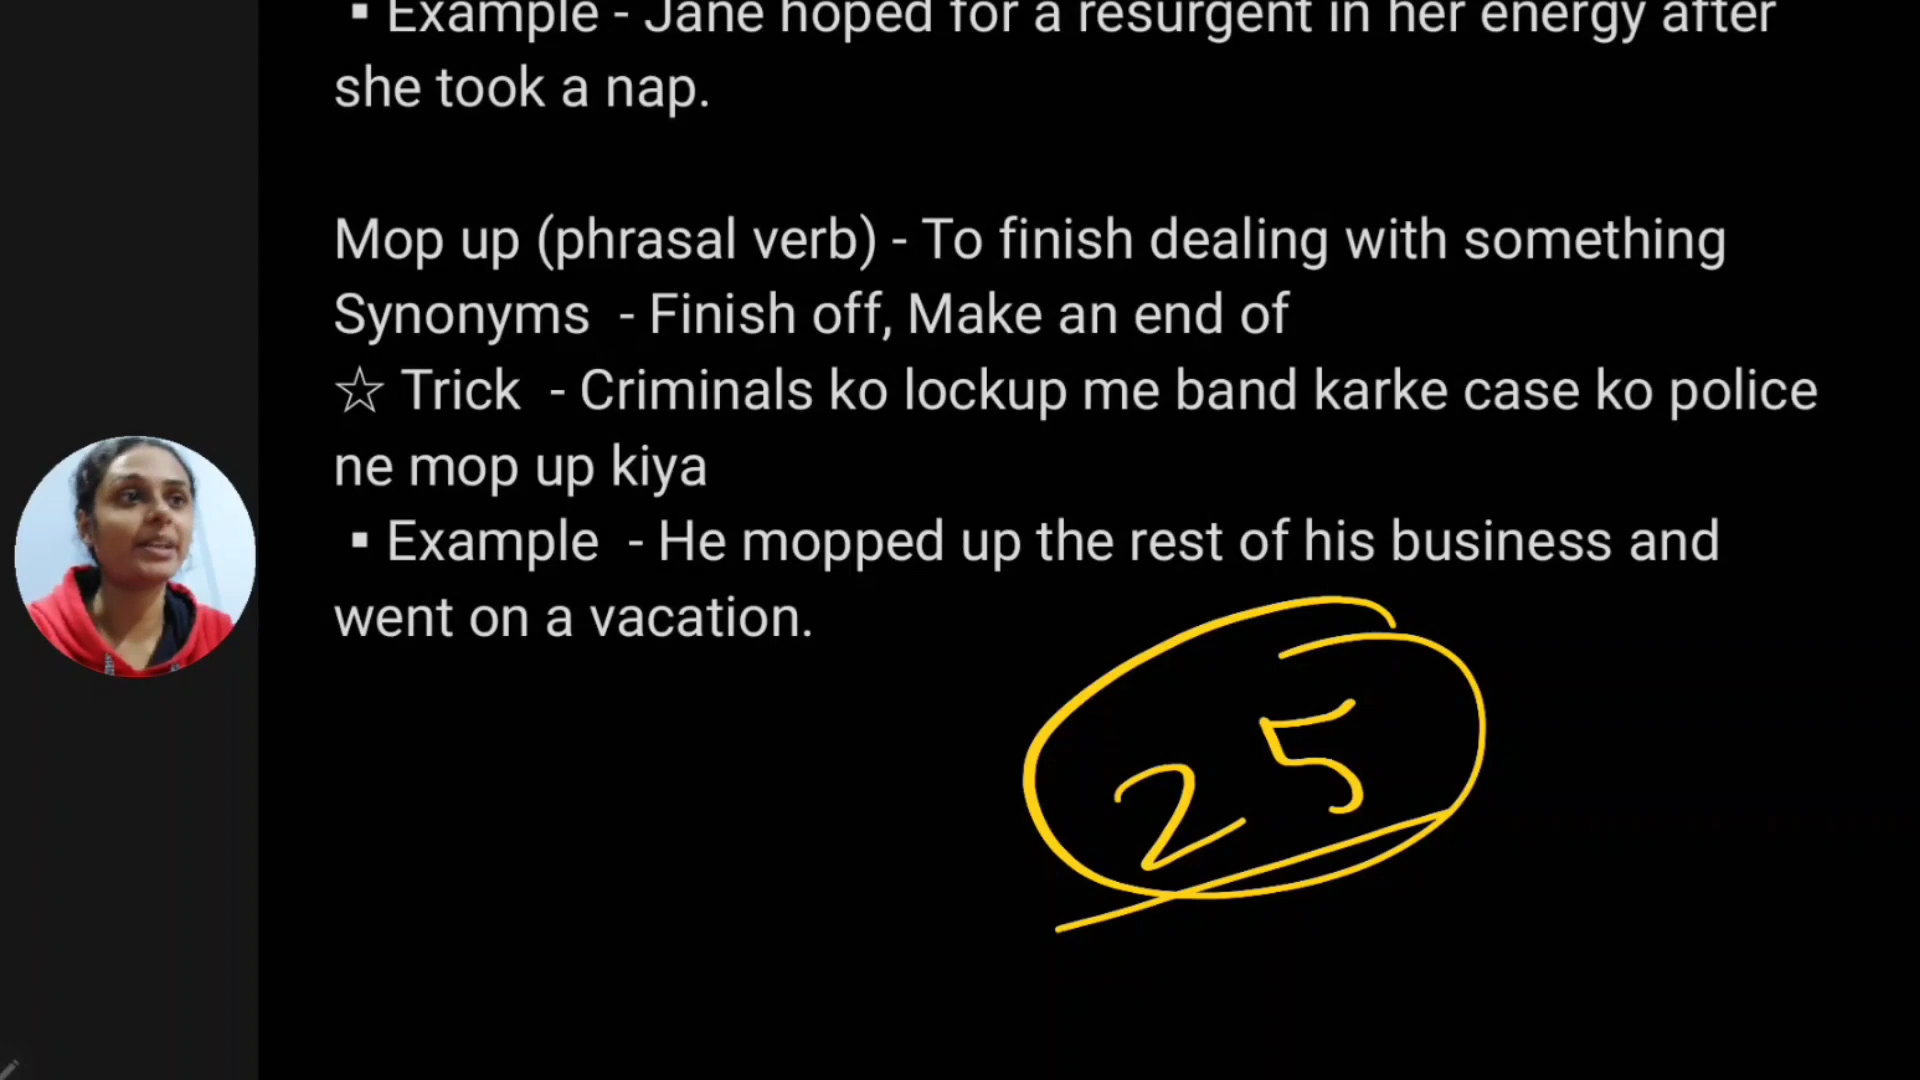 ▪ Example - Jane hoped for a resurgent in her energy after
she took a nap.
Mop up (phrasal verb) - To finish dealing with something
Synonyms - Finish off, Make an end of
☆ Trick - Criminals ko lockup me band karke case ko police
ne mop up kiya
▪ Example - He mopped up the rest of his business and
went on a vacation.
25